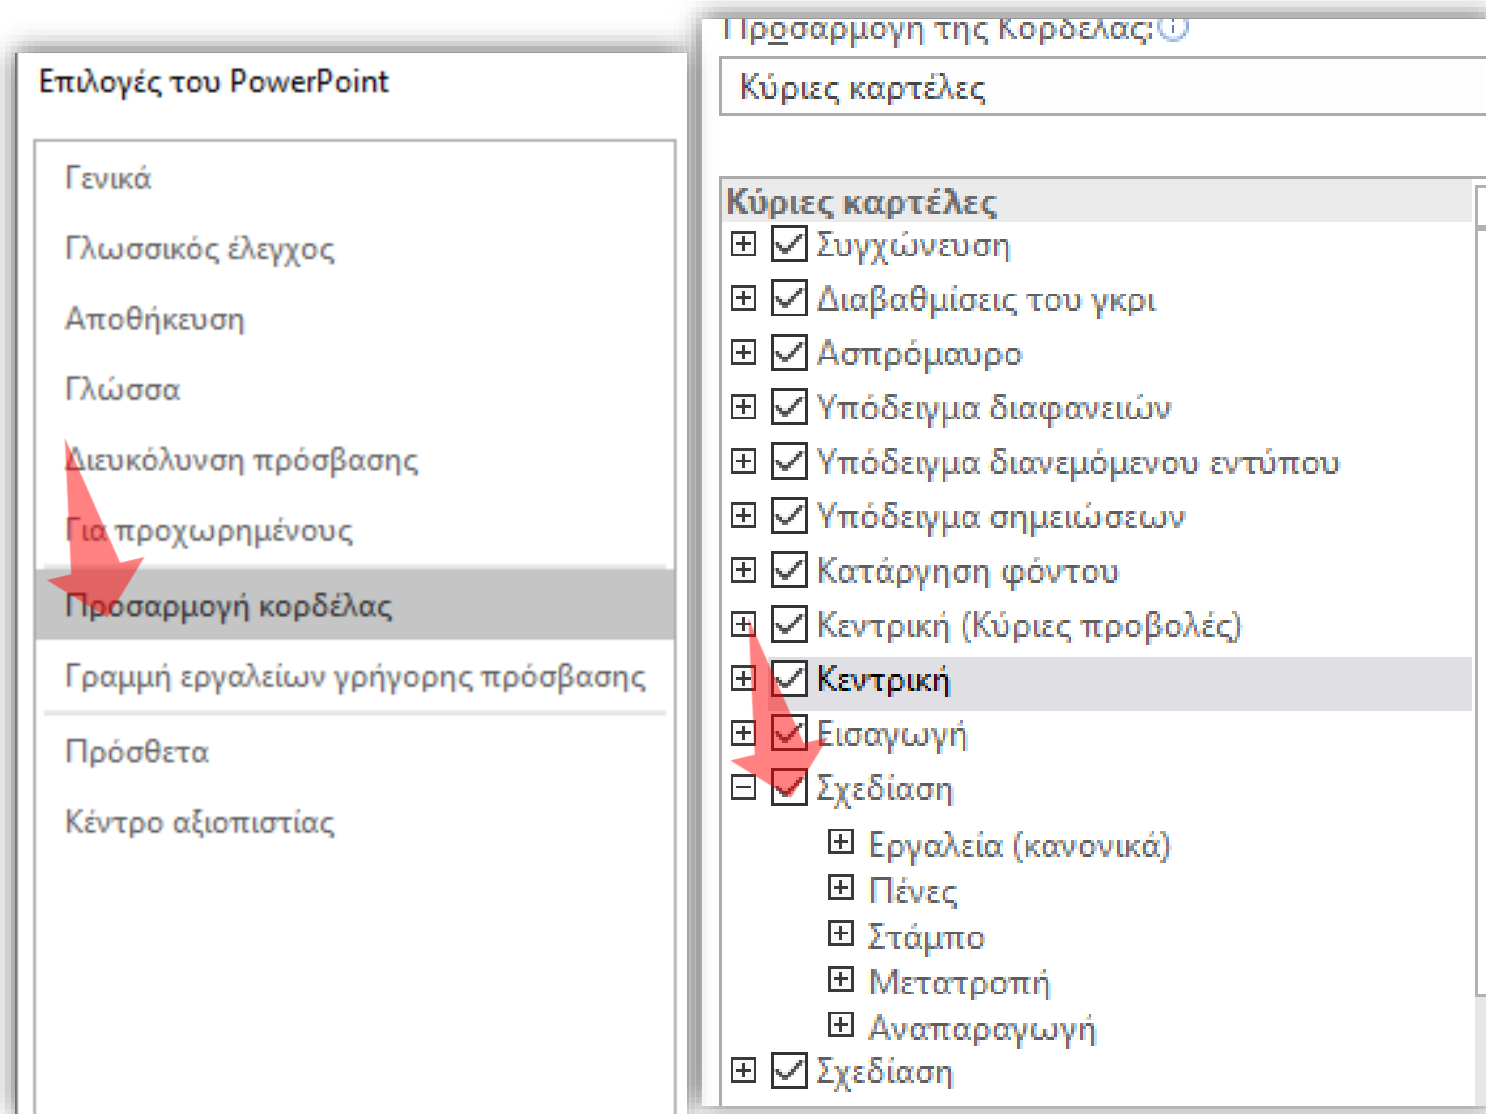 Επιλογές του PowerPoint
Γενικά
Γλωσσικός έλεγχος
Αποθήκευση
Γλώσσα
Διευκόλυνση πρόσβασης
Για προχωρημένους
Προσαρμογή κορδέλας
Γραμμή εργαλείων γρήγορης πρόσβασης
Πρόσθετα
Κέντρο αξιοπιστίας
Προσαρμογή της Κορδέλας:
Κύριες καρτέλες
Κύριες καρτέλες
Συγχώνευση
Διαβαθμίσεις του γκρι
Ασπρόμαυρο
Υπόδειγμα διαφανειών
Υπόδειγμα διανεμόμενου εντύπου
Υπόδειγμα σημειώσεων
Κατάργηση φόντου
Κεντρική (Κύριες προβολές)
Κεντρική
Εισαγωγή
Σχεδίαση
Εργαλεία (κανονικά)
Πένες
Στάμπο
Μετατροπή
Αναπαραγωγή
Σχεδίαση